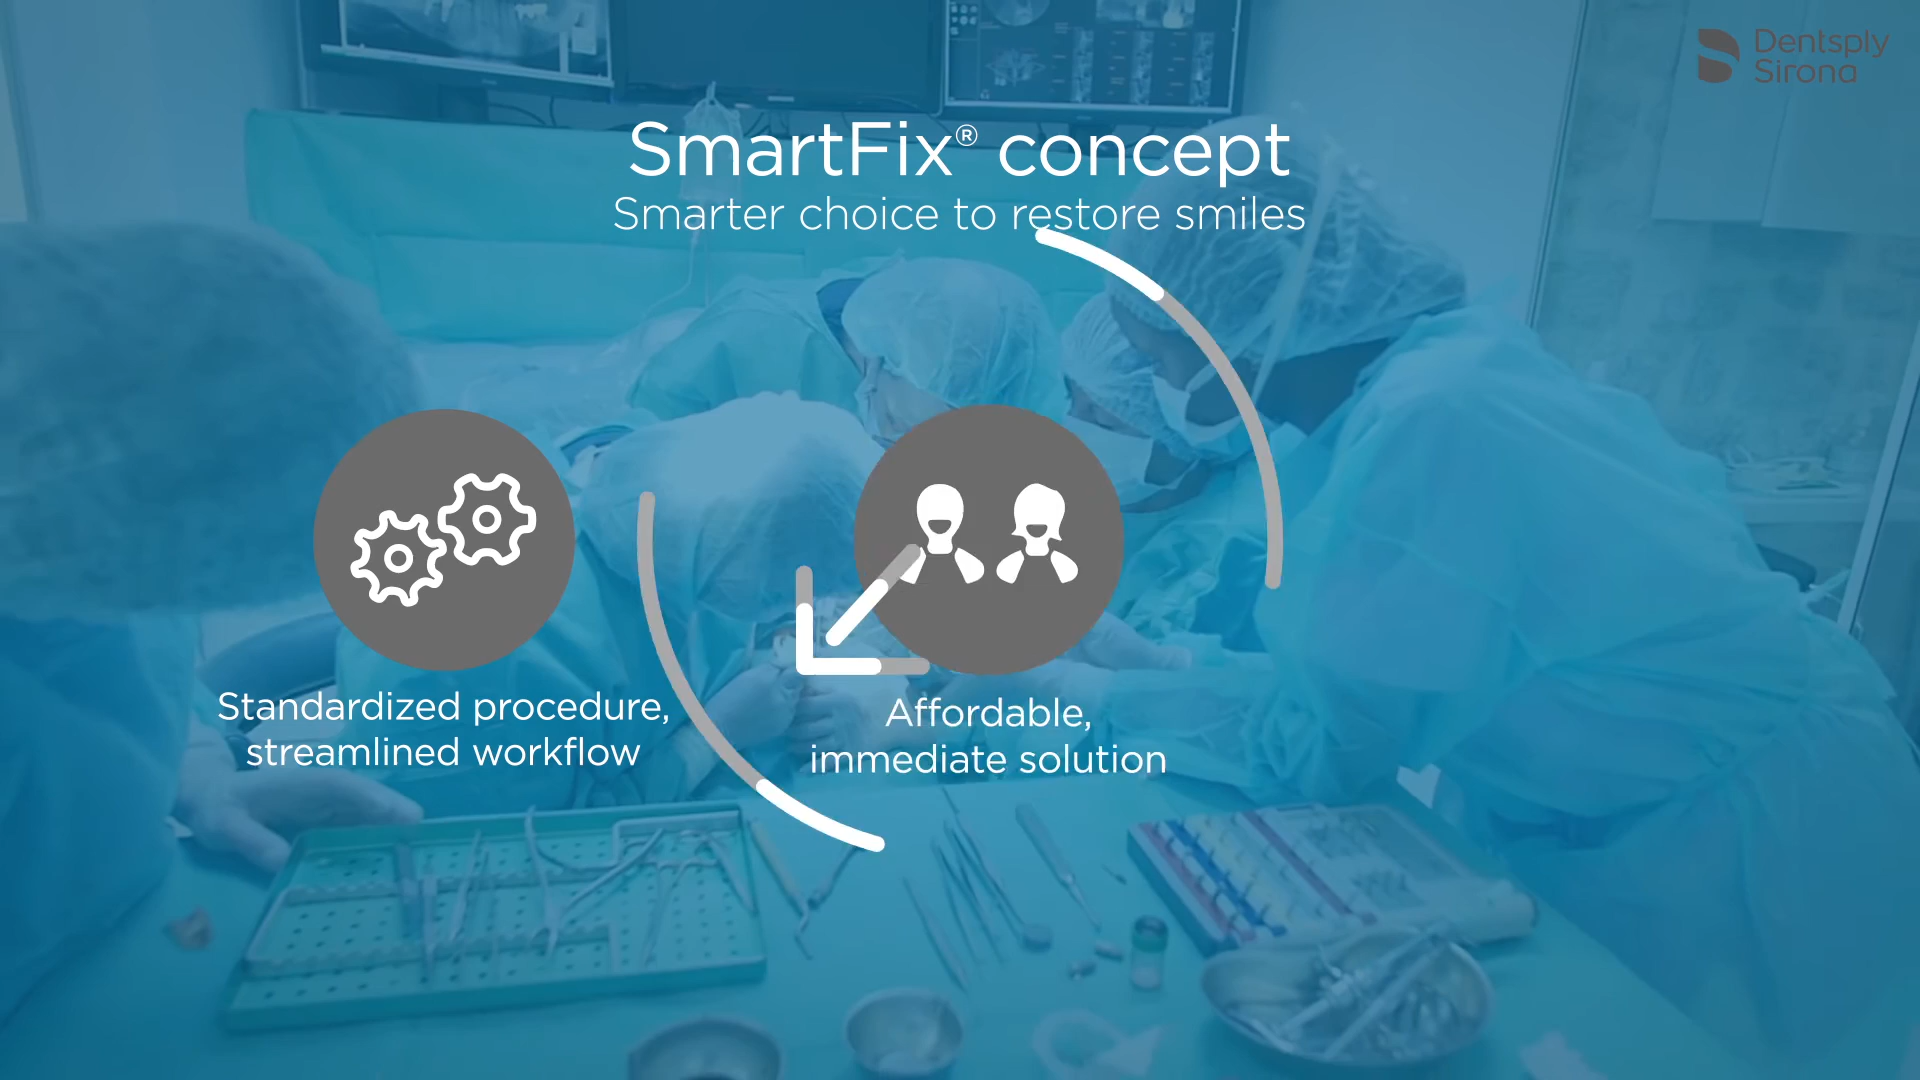 Dentsply
Sirona
SmartFix® concept
Smarter choice to restore smiles
Standardized procedure,
streamlined workflow
Affordable,
immediate solution